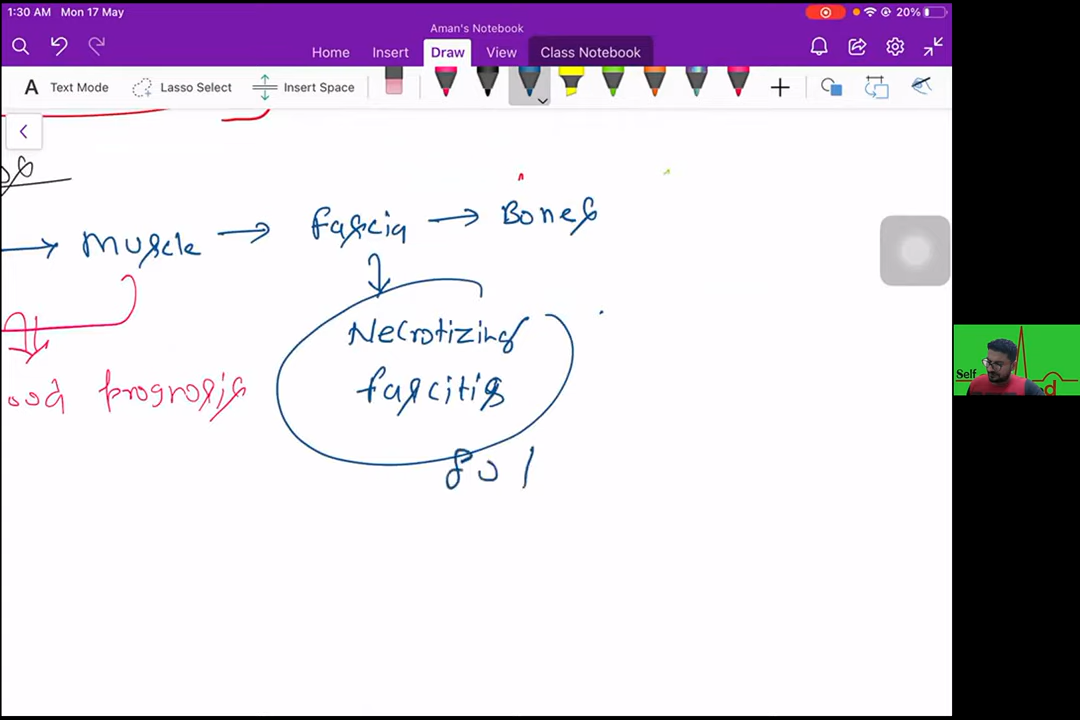 1:30 AM Mon 17 May
20%
Aman's Notebook
Home Insert Draw View Class Notebook
A Text Mode Lasso Select Insert Space
→ Muscle → Fascia → Bones
Necrotizing
fascitis
ood prognosis
80 /
Self
d